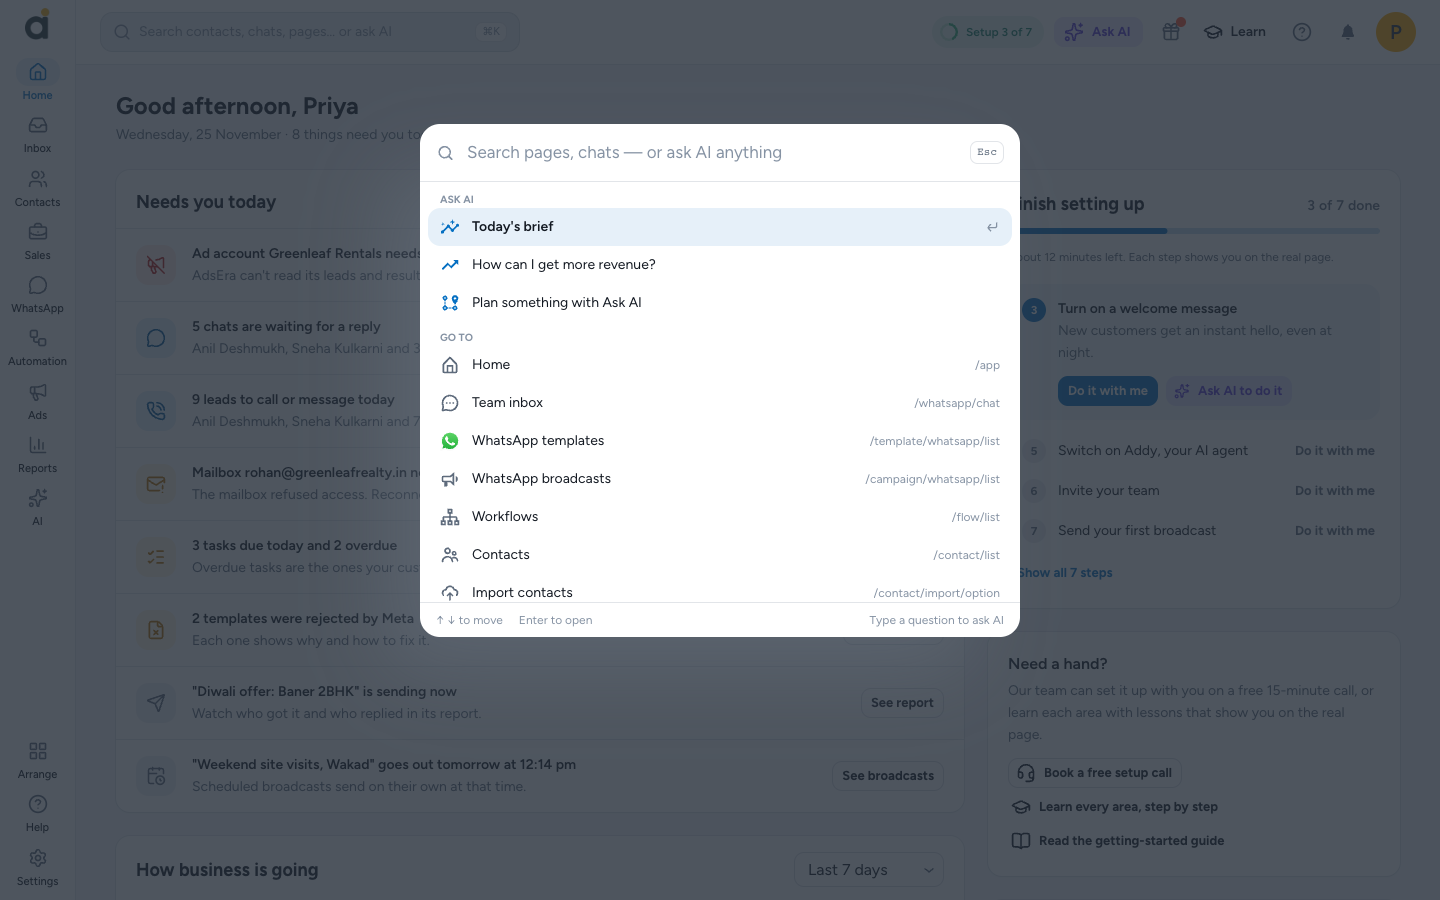 Search contacts, chats, pages... or ask AI
⌘K
Setup 3 of 7
Ask AI
Learn
P
Home
Inbox
Contacts
Sales
WhatsApp
Automation
Ads
Reports
AI
Arrange
Help
Settings
Good afternoon, Priya
Wednesday, 25 November · 8 things need you to
Needs you today
Ad account Greenleaf Rentals needs
AdsEra can't read its leads and result
5 chats are waiting for a reply
Anil Deshmukh, Sneha Kulkarni and 3
9 leads to call or message today
Anil Deshmukh, Sneha Kulkarni and 7
Mailbox rohan@greenleafrealty.in
The mailbox refused access.
3 tasks due today and 2 overdue
Overdue tasks are the ones your
2 templates were rejected by Meta
Each one shows why and how to fix it.
"Diwali offer: Baner 2BHK" is sending now
Watch who got it and who replied in its report.
See report
"Weekend site visits, Wakad" goes out tomorrow at 12:14 pm
Scheduled broadcasts send on their own at that time.
See broadcasts
How business is going
Last 7 days
Search pages, chats — or ask AI anything
Esc
ASK AI
Today's brief
How can I get more revenue?
Plan something with Ask AI
GO TO
Home /app
Team inbox /whatsapp/chat
WhatsApp templates /template/whatsapp/list
WhatsApp broadcasts /campaign/whatsapp/list
Workflows /flow/list
Contacts /contact/list
Import contacts /contact/import/option
↑ ↓ to move Enter to open Type a question to ask AI
inish setting up 3 of 7 done
out 12 minutes left. Each step shows you on the real page.
3 Turn on a welcome message
New customers get an instant hello, even at
night.
Do it with me
Ask AI to do it
5 Switch on Addy, your AI agent Do it with me
6 Invite your team Do it with me
7 Send your first broadcast Do it with me
Show all 7 steps
Need a hand?
Our team can set it up with you on a free 15-minute call, or
learn each area with lessons that show you on the real
page.
Book a free setup call
Learn every area, step by step
Read the getting-started guide